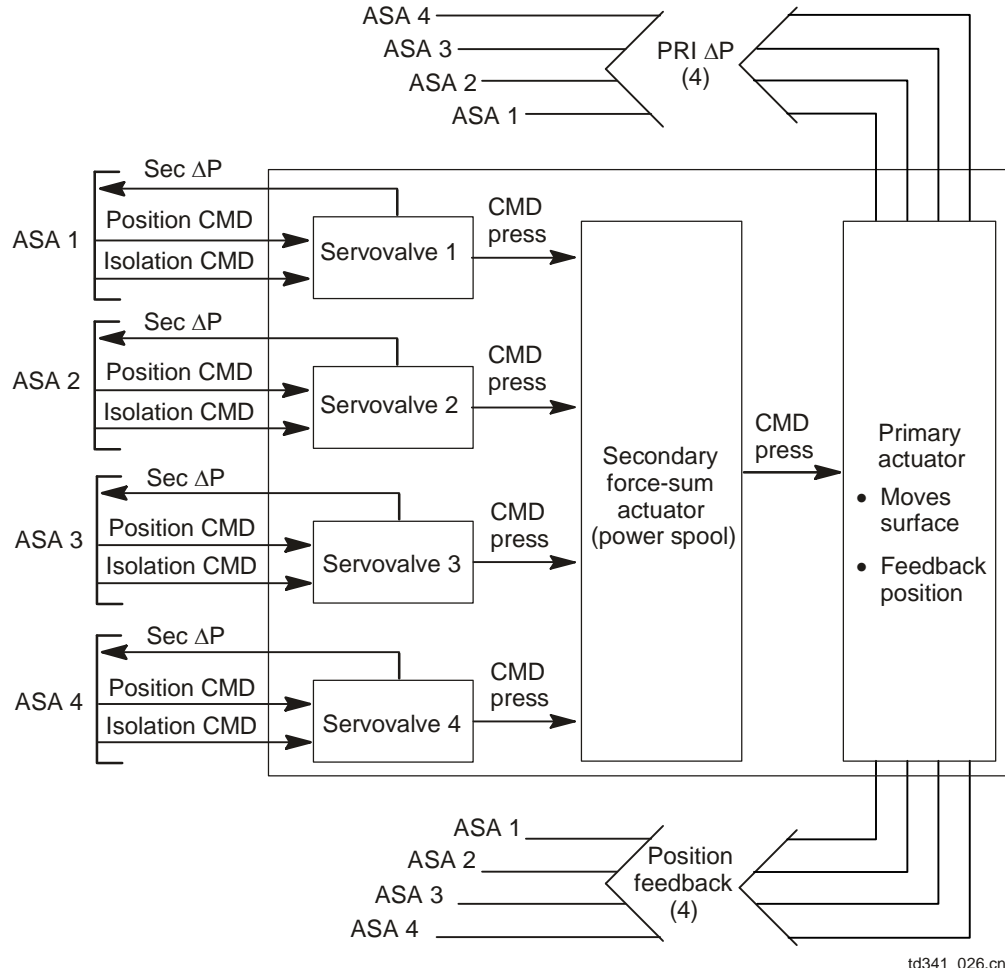 ASA 4
ASA 3
ASA 2
ASA 1
PRI ΔP
(4)
ASA 1
Sec ΔP
Position CMD
Isolation CMD
Servovalve 1
CMD
press
ASA 2
Sec ΔP
Position CMD
Isolation CMD
Servovalve 2
CMD
press
ASA 3
Sec ΔP
Position CMD
Isolation CMD
Servovalve 3
CMD
press
ASA 4
Sec ΔP
Position CMD
Isolation CMD
Servovalve 4
CMD
press
Secondary
force-sum
actuator
(power spool)
CMD
press
Primary
actuator
• Moves
surface
• Feedback
position
ASA 1
ASA 2
ASA 3
ASA 4
Position
feedback
(4)
td341_026.cn